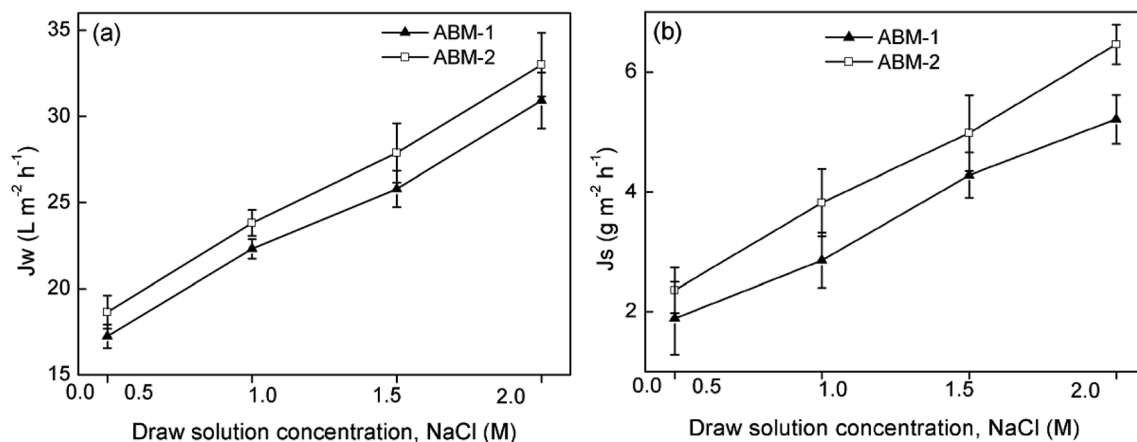 (a)
ABM-1
ABM-2
35
30
25
20
15
Jw (L m⁻² h⁻¹)
0.0 0.5 1.0 1.5 2.0
Draw solution concentration, NaCl (M)
(b)
ABM-1
ABM-2
6
4
2
Js (g m⁻² h⁻¹)
0.0 0.5 1.0 1.5 2.0
Draw solution concentration, NaCl (M)